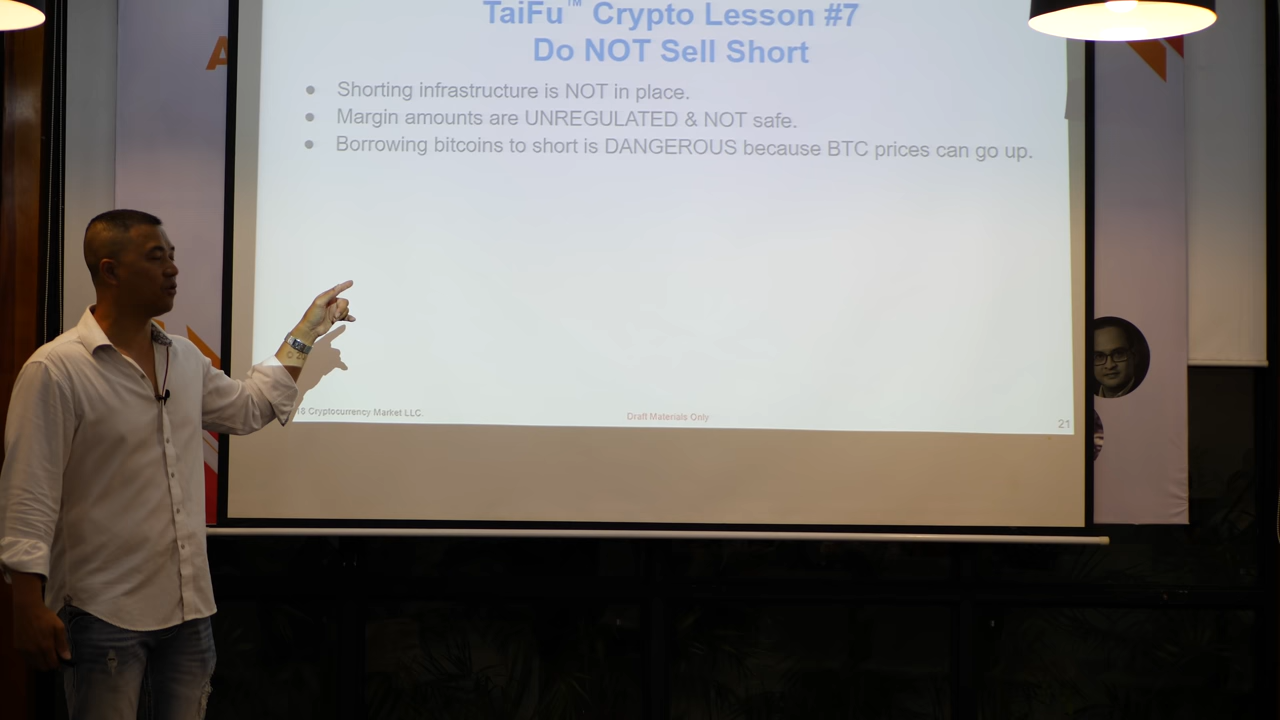 TaiFu™ Crypto Lesson #7
Do NOT Sell Short
● Shorting infrastructure is NOT in place.
● Margin amounts are UNREGULATED & NOT safe.
● Borrowing bitcoins to short is DANGEROUS because BTC prices can go up.
18 Cryptocurrency Market LLC.
Draft Materials Only
21
A